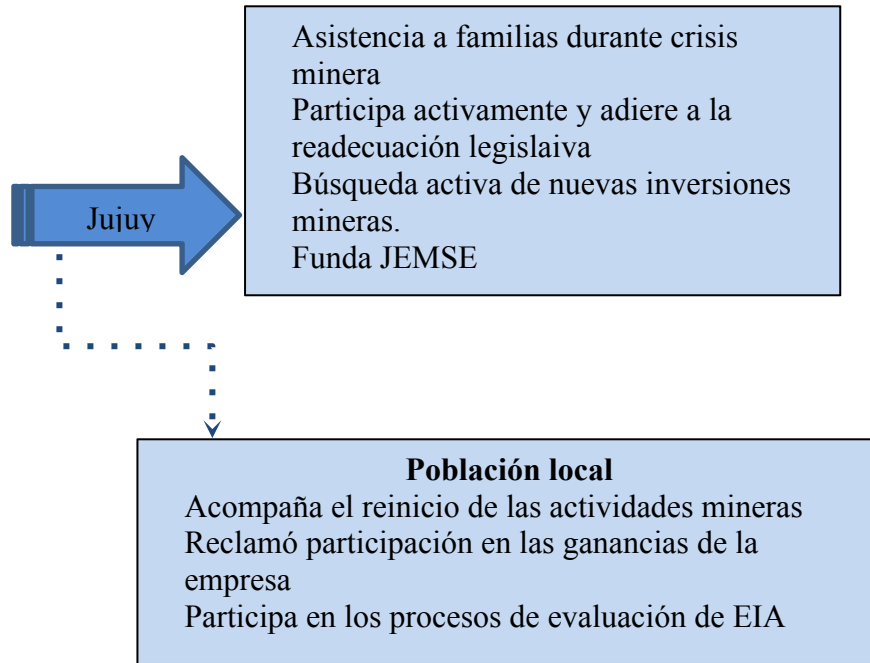 Asistencia a familias durante crisis
minera
Participa activamente y adiere a la
readecuación legislaiva
Búsqueda activa de nuevas inversiones
mineras.
Funda JEMSE
Jujuy
Población local
Acompaña el reinicio de las actividades mineras
Reclamó participación en las ganancias de la
empresa
Participa en los procesos de evaluación de EIA